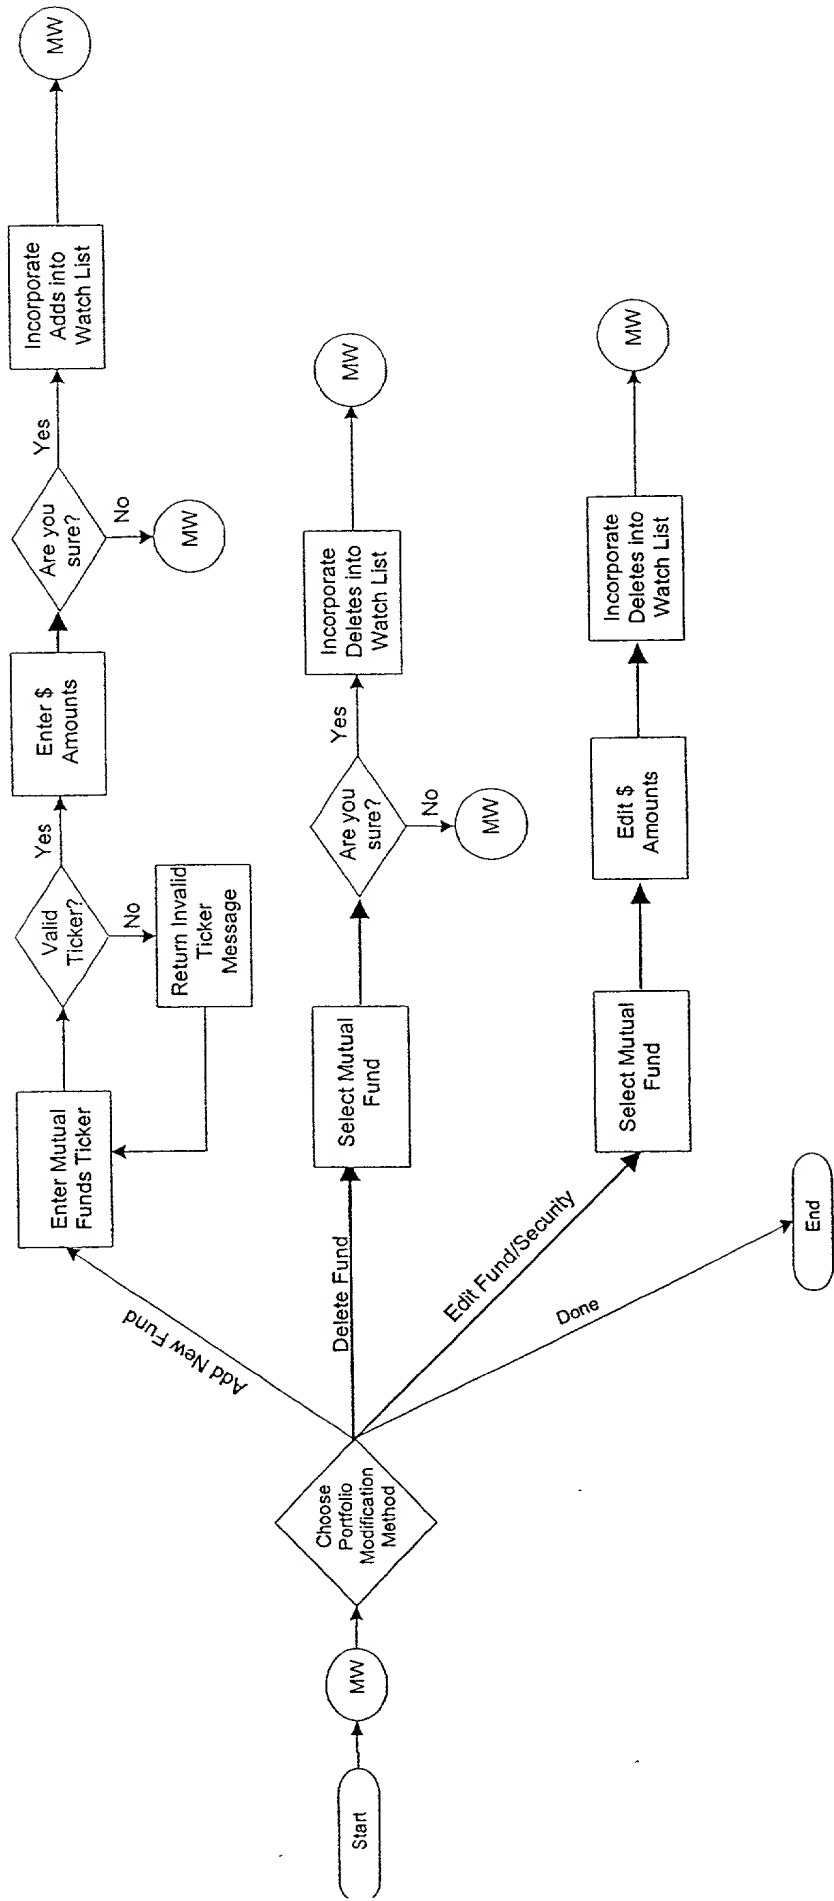 Start
MW
Choose
Portfolio
Modification
Method
Add New Fund
Enter Mutual
Funds Ticker
Valid
Ticker?
No
Return Invalid
Ticker
Message
Yes
Enter $
Amounts
Are you
sure?
No
MW
Yes
Incorporate
Adds into
Watch List
MW
Delete Fund
Select Mutual
Fund
Are you
sure?
No
MW
Yes
Incorporate
Deletes into
Watch List
MW
Edit Fund/Security
Select Mutual
Fund
Edit $
Amounts
Incorporate
Deletes into
Watch List
MW
Done
End